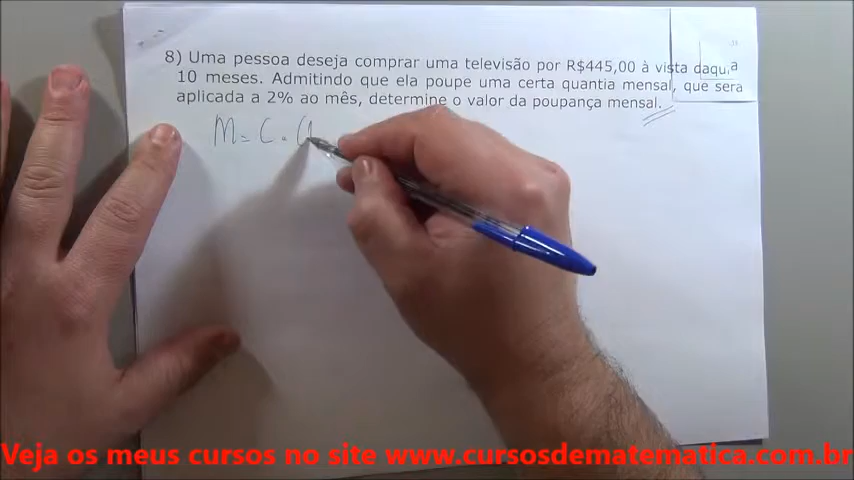 8) Uma pessoa deseja comprar uma televisão por R$445,00 à vista daqui a
10 meses. Admitindo que ela poupe uma certa quantia mensal, que será
aplicada a 2% ao mês, determine o valor da poupança mensal.
M = C . (1
Veja os meus cursos no site www.cursosdematematica.com.br